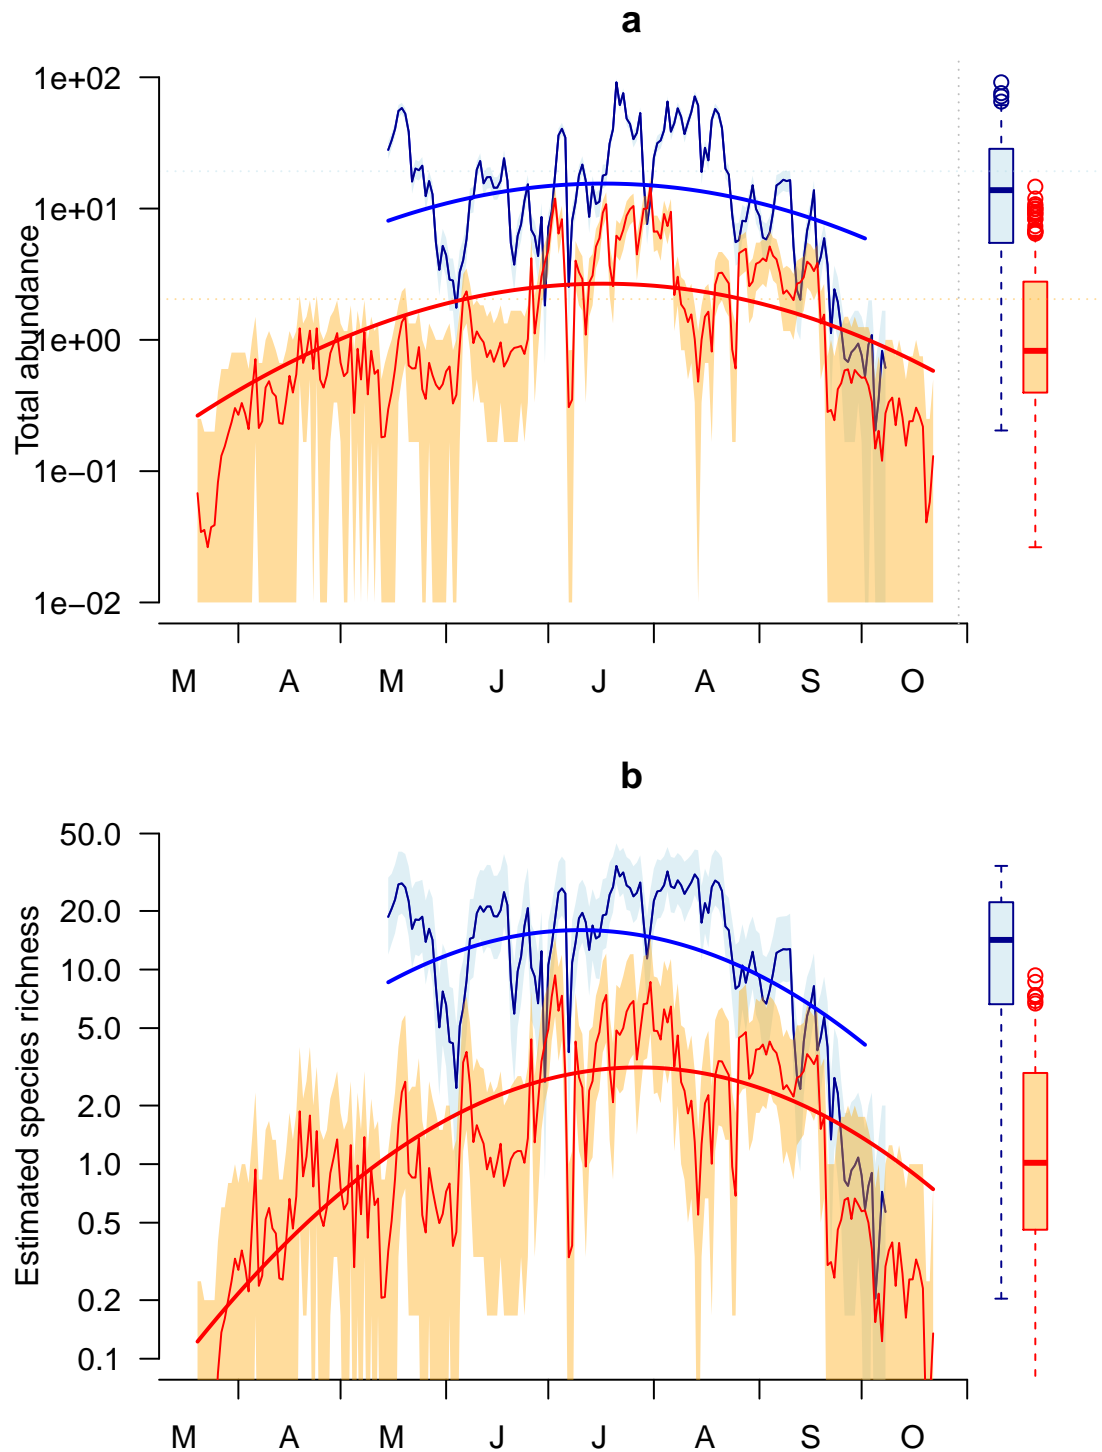 a
Total abundance
1e+02
1e+01
1e+00
1e−01
1e−02
M A M J J A S O
b
Estimated species richness
50.0
20.0
10.0
5.0
2.0
1.0
0.5
0.2
0.1
M A M J J A S O